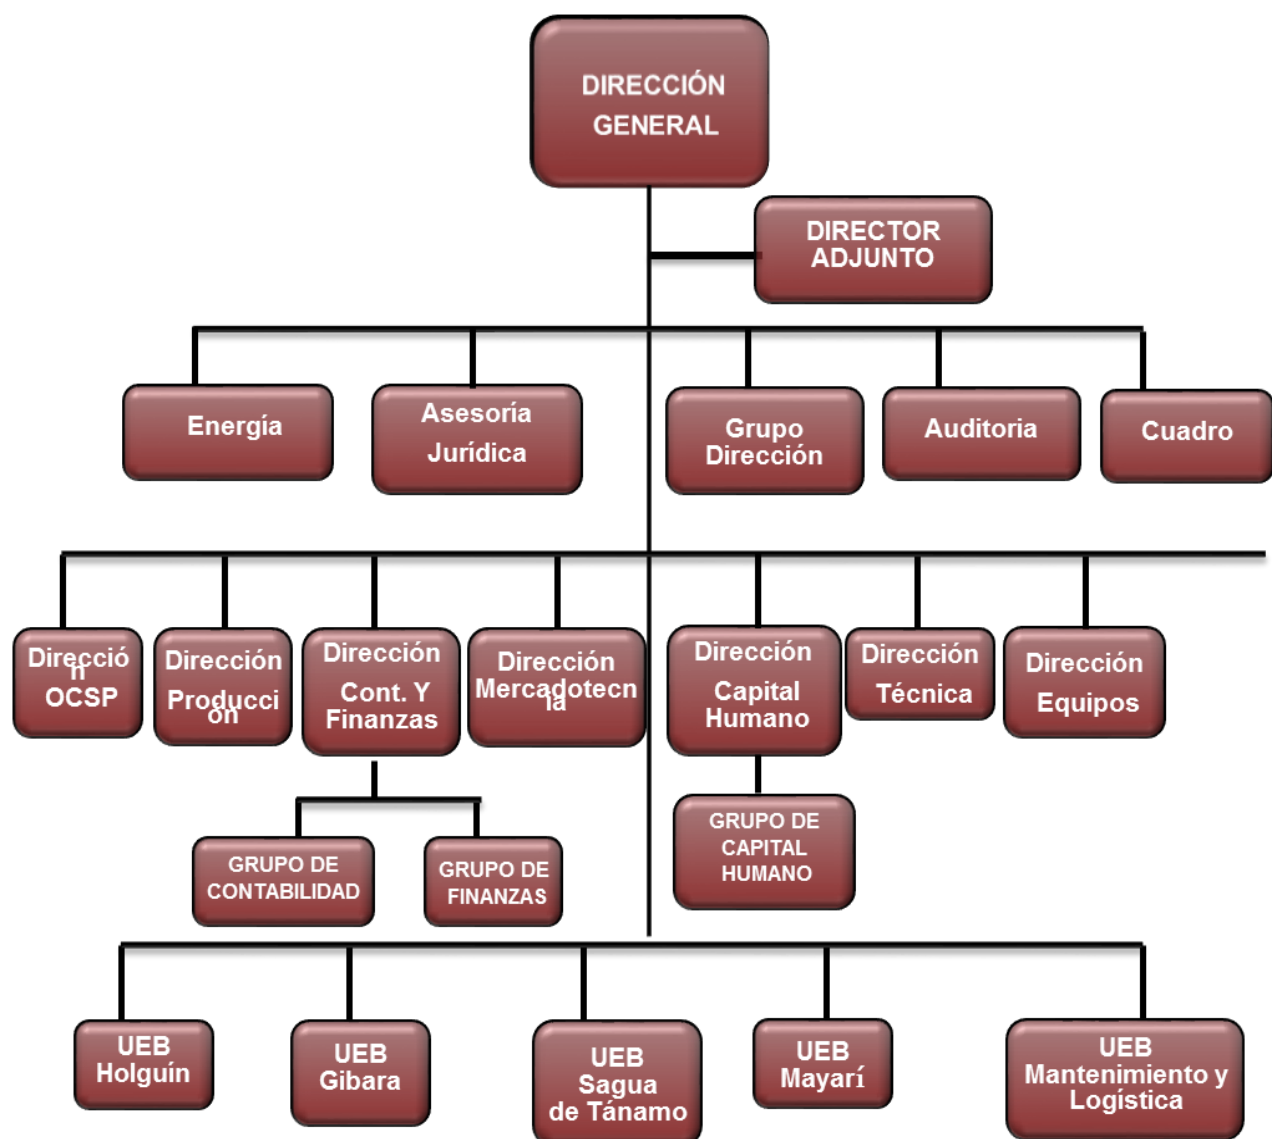 DIRECCIÓN
GENERAL
DIRECTOR
ADJUNTO
Energía
Asesoría
Jurídica
Grupo
Dirección
Auditoria
Cuadro
Direcció
n
OCSP
Dirección
Producci
ón
Dirección
Cont. Y
Finanzas
Dirección
Mercadotecn
ia
Dirección
Capital
Humano
Dirección
Técnica
Dirección
Equipos
GRUPO DE
CONTABILIDAD
GRUPO DE
FINANZAS
GRUPO DE
CAPITAL
HUMANO
UEB
Holguín
UEB
Gibara
UEB
Sagua
de Tánamo
UEB
Mayarí
UEB
Mantenimiento y
Logística